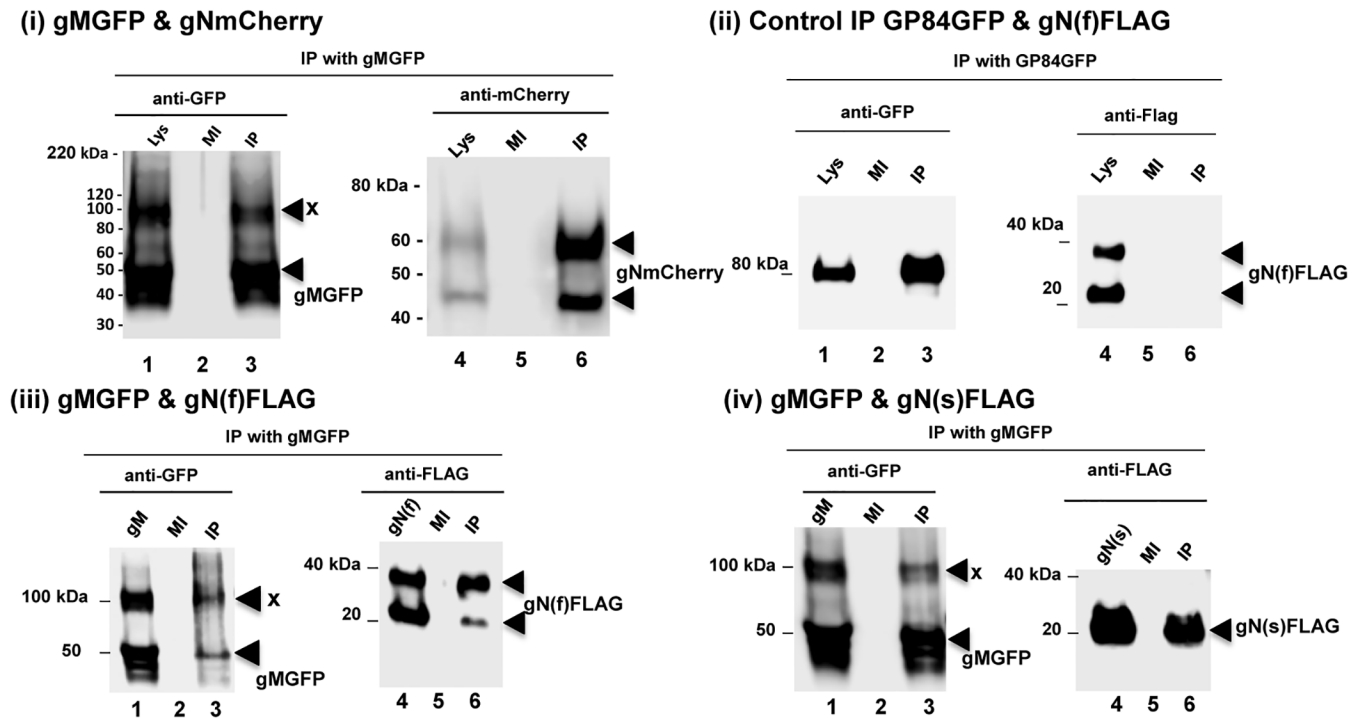 (i) gMGFP & gNmCherry
IP with gMGFP
anti-GFP
Lys MI IP
220 kDa -
120 -
100 -
80 -
60 -
50 -
40 -
30 -
x
gMGFP
1 2 3
anti-mCherry
Lys MI IP
80 kDa -
60 -
50 -
40 -
gNmCherry
4 5 6
(ii) Control IP GP84GFP & gN(f)FLAG
IP with GP84GFP
anti-GFP
Lys MI IP
80 kDa
1 2 3
anti-Flag
Lys MI IP
40 kDa
20
gN(f)FLAG
4 5 6
(iii) gMGFP & gN(f)FLAG
IP with gMGFP
anti-GFP
gM MI IP
100 kDa
50
x
gMGFP
1 2 3
anti-FLAG
gN(f) MI IP
40 kDa
20
gN(f)FLAG
4 5 6
(iv) gMGFP & gN(s)FLAG
IP with gMGFP
anti-GFP
gM MI IP
100 kDa
50
x
gMGFP
1 2 3
anti-FLAG
gN(s) MI IP
40 kDa
20
gN(s)FLAG
4 5 6